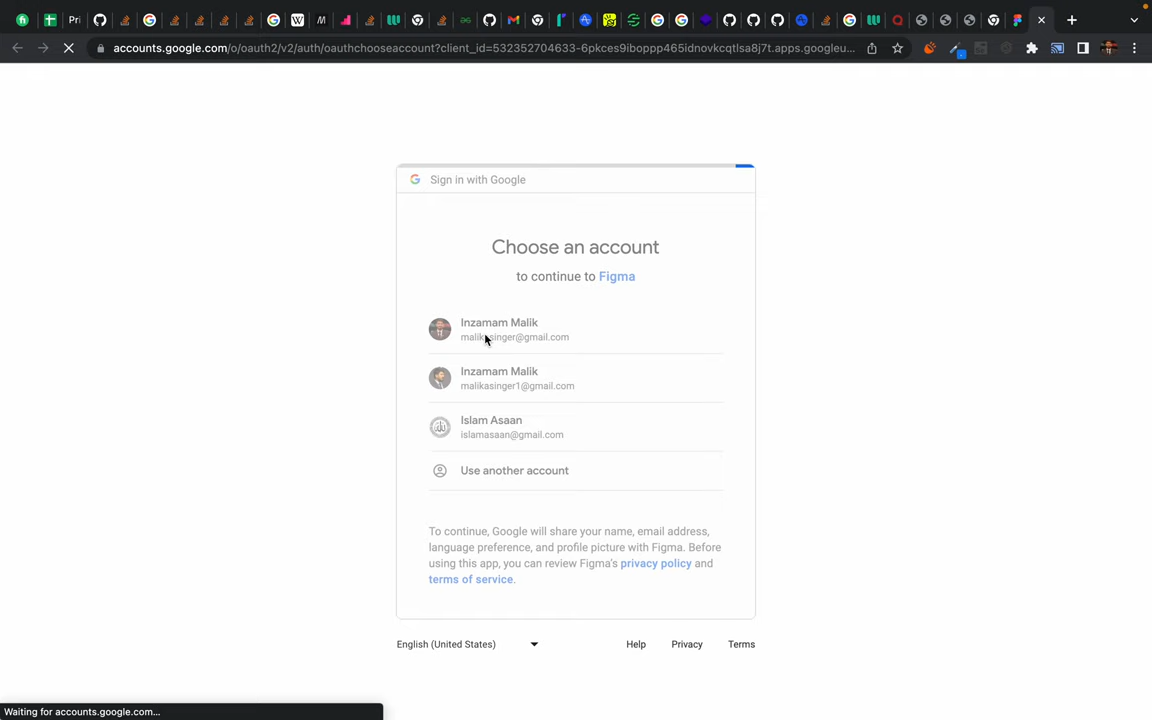 Pri
accounts.google.com/o/oauth2/v2/auth/oauthchooseaccount?client_id=532352704633-6pkces9iboppp465idnovkcqtlsa8j7t.apps.googleu...
Sign in with Google
Choose an account
to continue to Figma
Inzamam Malik
malikasinger@gmail.com
Inzamam Malik
malikasinger1@gmail.com
Islam Asaan
islamasaan@gmail.com
Use another account
To continue, Google will share your name, email address,
language preference, and profile picture with Figma. Before
using this app, you can review Figma's privacy policy and
terms of service.
English (United States)
Help
Privacy
Terms
Waiting for accounts.google.com...